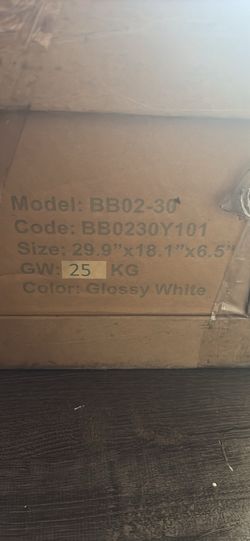 Model: BB02-30
Code: BB0230Y101
Size: 29.9”x18.1”x6.5”
GW: 25 KG
Color: Glossy White